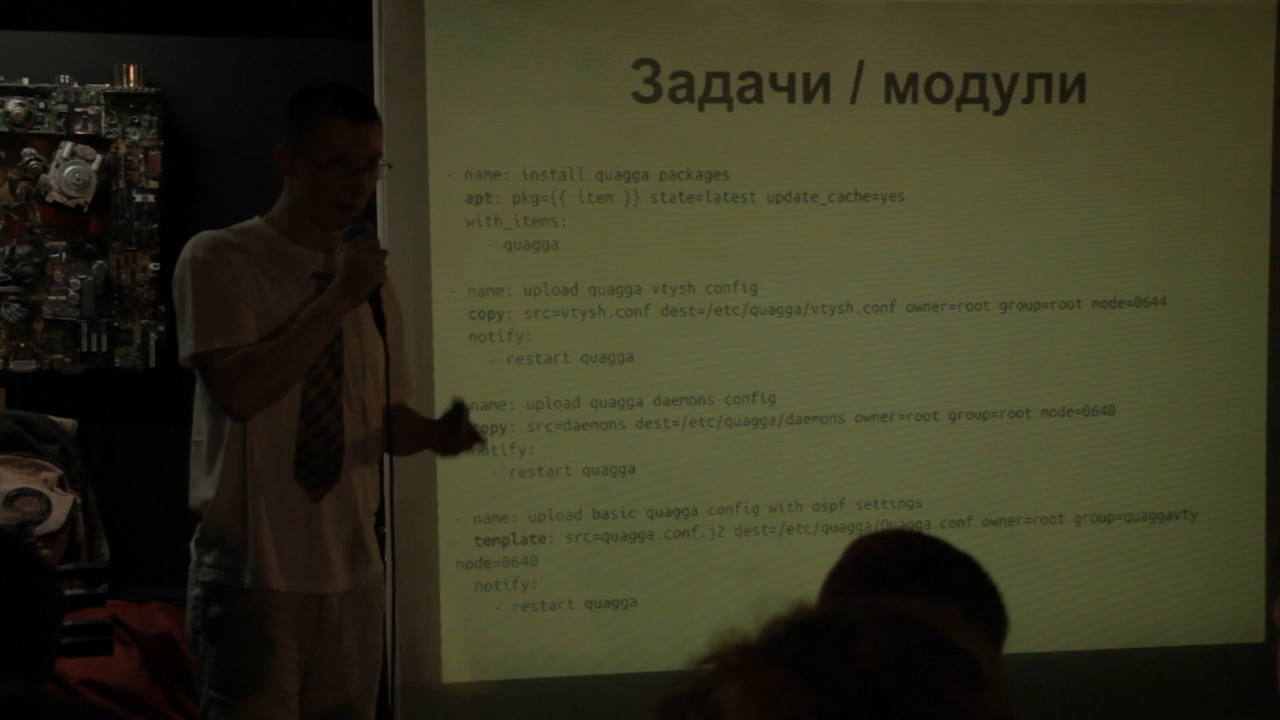 Задачи / модули
- name: install quagga packages
apt: pkg={{ item }} state=latest update_cache=yes
with_items:
- quagga
- name: upload quagga vtysh config
copy: src=vtysh.conf dest=/etc/quagga/vtysh.conf owner=root group=root mode=0644
notify:
- restart quagga
name: upload quagga daemons config
copy: src=daemons dest=/etc/quagga/daemons owner=root group=root mode=0640
notify:
- restart quagga
- name: upload basic quagga config with ospf settings
template: src=quagga.conf.j2 dest=/etc/quagga/Quagga.conf owner=root group=quaggavty
mode=0640
notify:
- restart quagga